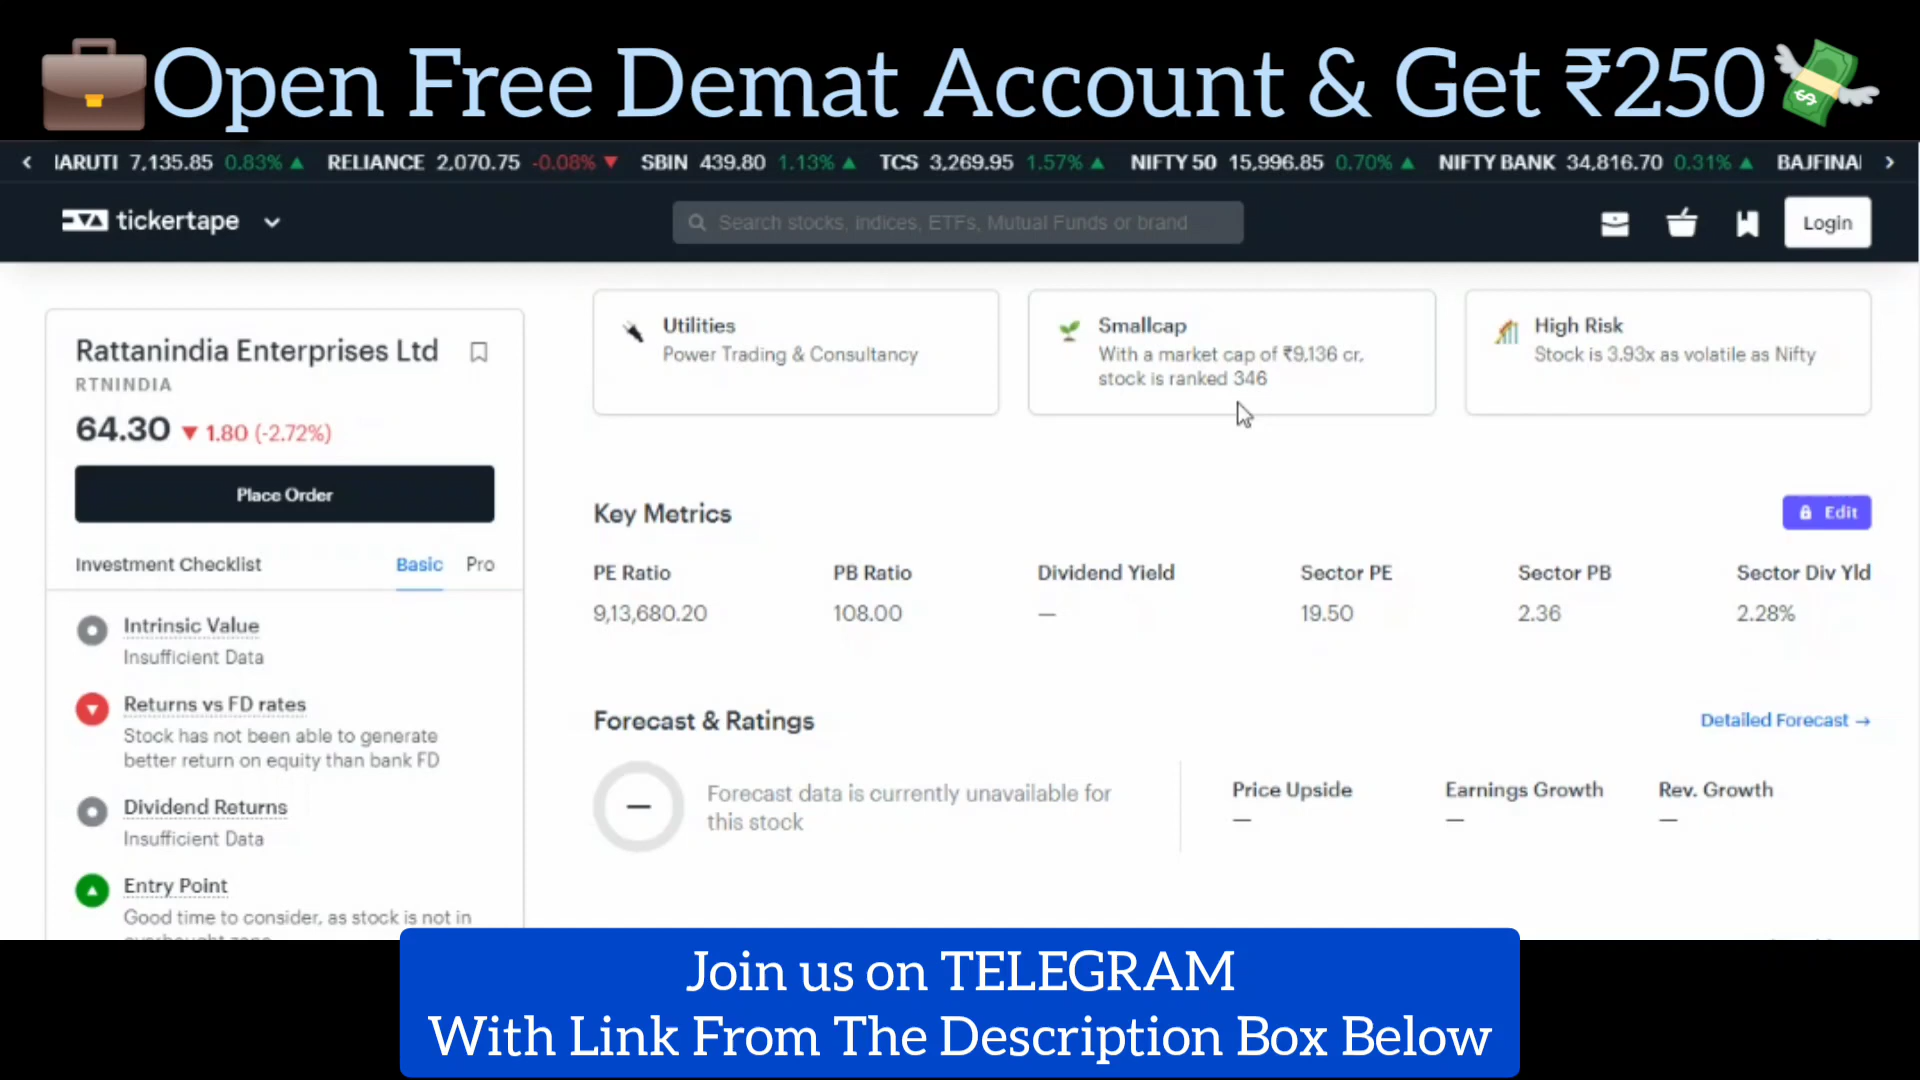 Open Free Demat Account & Get ₹250
IARUTI 7,135.85 0.83% RELIANCE 2,070.75 -0.08% SBIN 439.80 1.13% TCS 3,269.95 1.57% NIFTY 50 15,996.85 0.70% NIFTY BANK 34,816.70 0.31% BAJFINAI
tickertape
Search stocks, indices, ETFs, Mutual Funds or brand
Login
Rattanindia Enterprises Ltd
RTNINDIA
64.30 1.80 (-2.72%)
Place Order
Investment Checklist Basic Pro
Intrinsic Value
Insufficient Data
Returns vs FD rates
Stock has not been able to generate
better return on equity than bank FD
Dividend Returns
Insufficient Data
Entry Point
Good time to consider, as stock is not in
Utilities
Power Trading & Consultancy
Smallcap
With a market cap of ₹9,136 cr,
stock is ranked 346
High Risk
Stock is 3.93x as volatile as Nifty
Key Metrics
Edit
PE Ratio PB Ratio Dividend Yield Sector PE Sector PB Sector Div Yld
9,13,680.20 108.00 — 19.50 2.36 2.28%
Forecast & Ratings
Detailed Forecast →
Forecast data is currently unavailable for
this stock
Price Upside Earnings Growth Rev. Growth
— — —
Join us on TELEGRAM
With Link From The Description Box Below